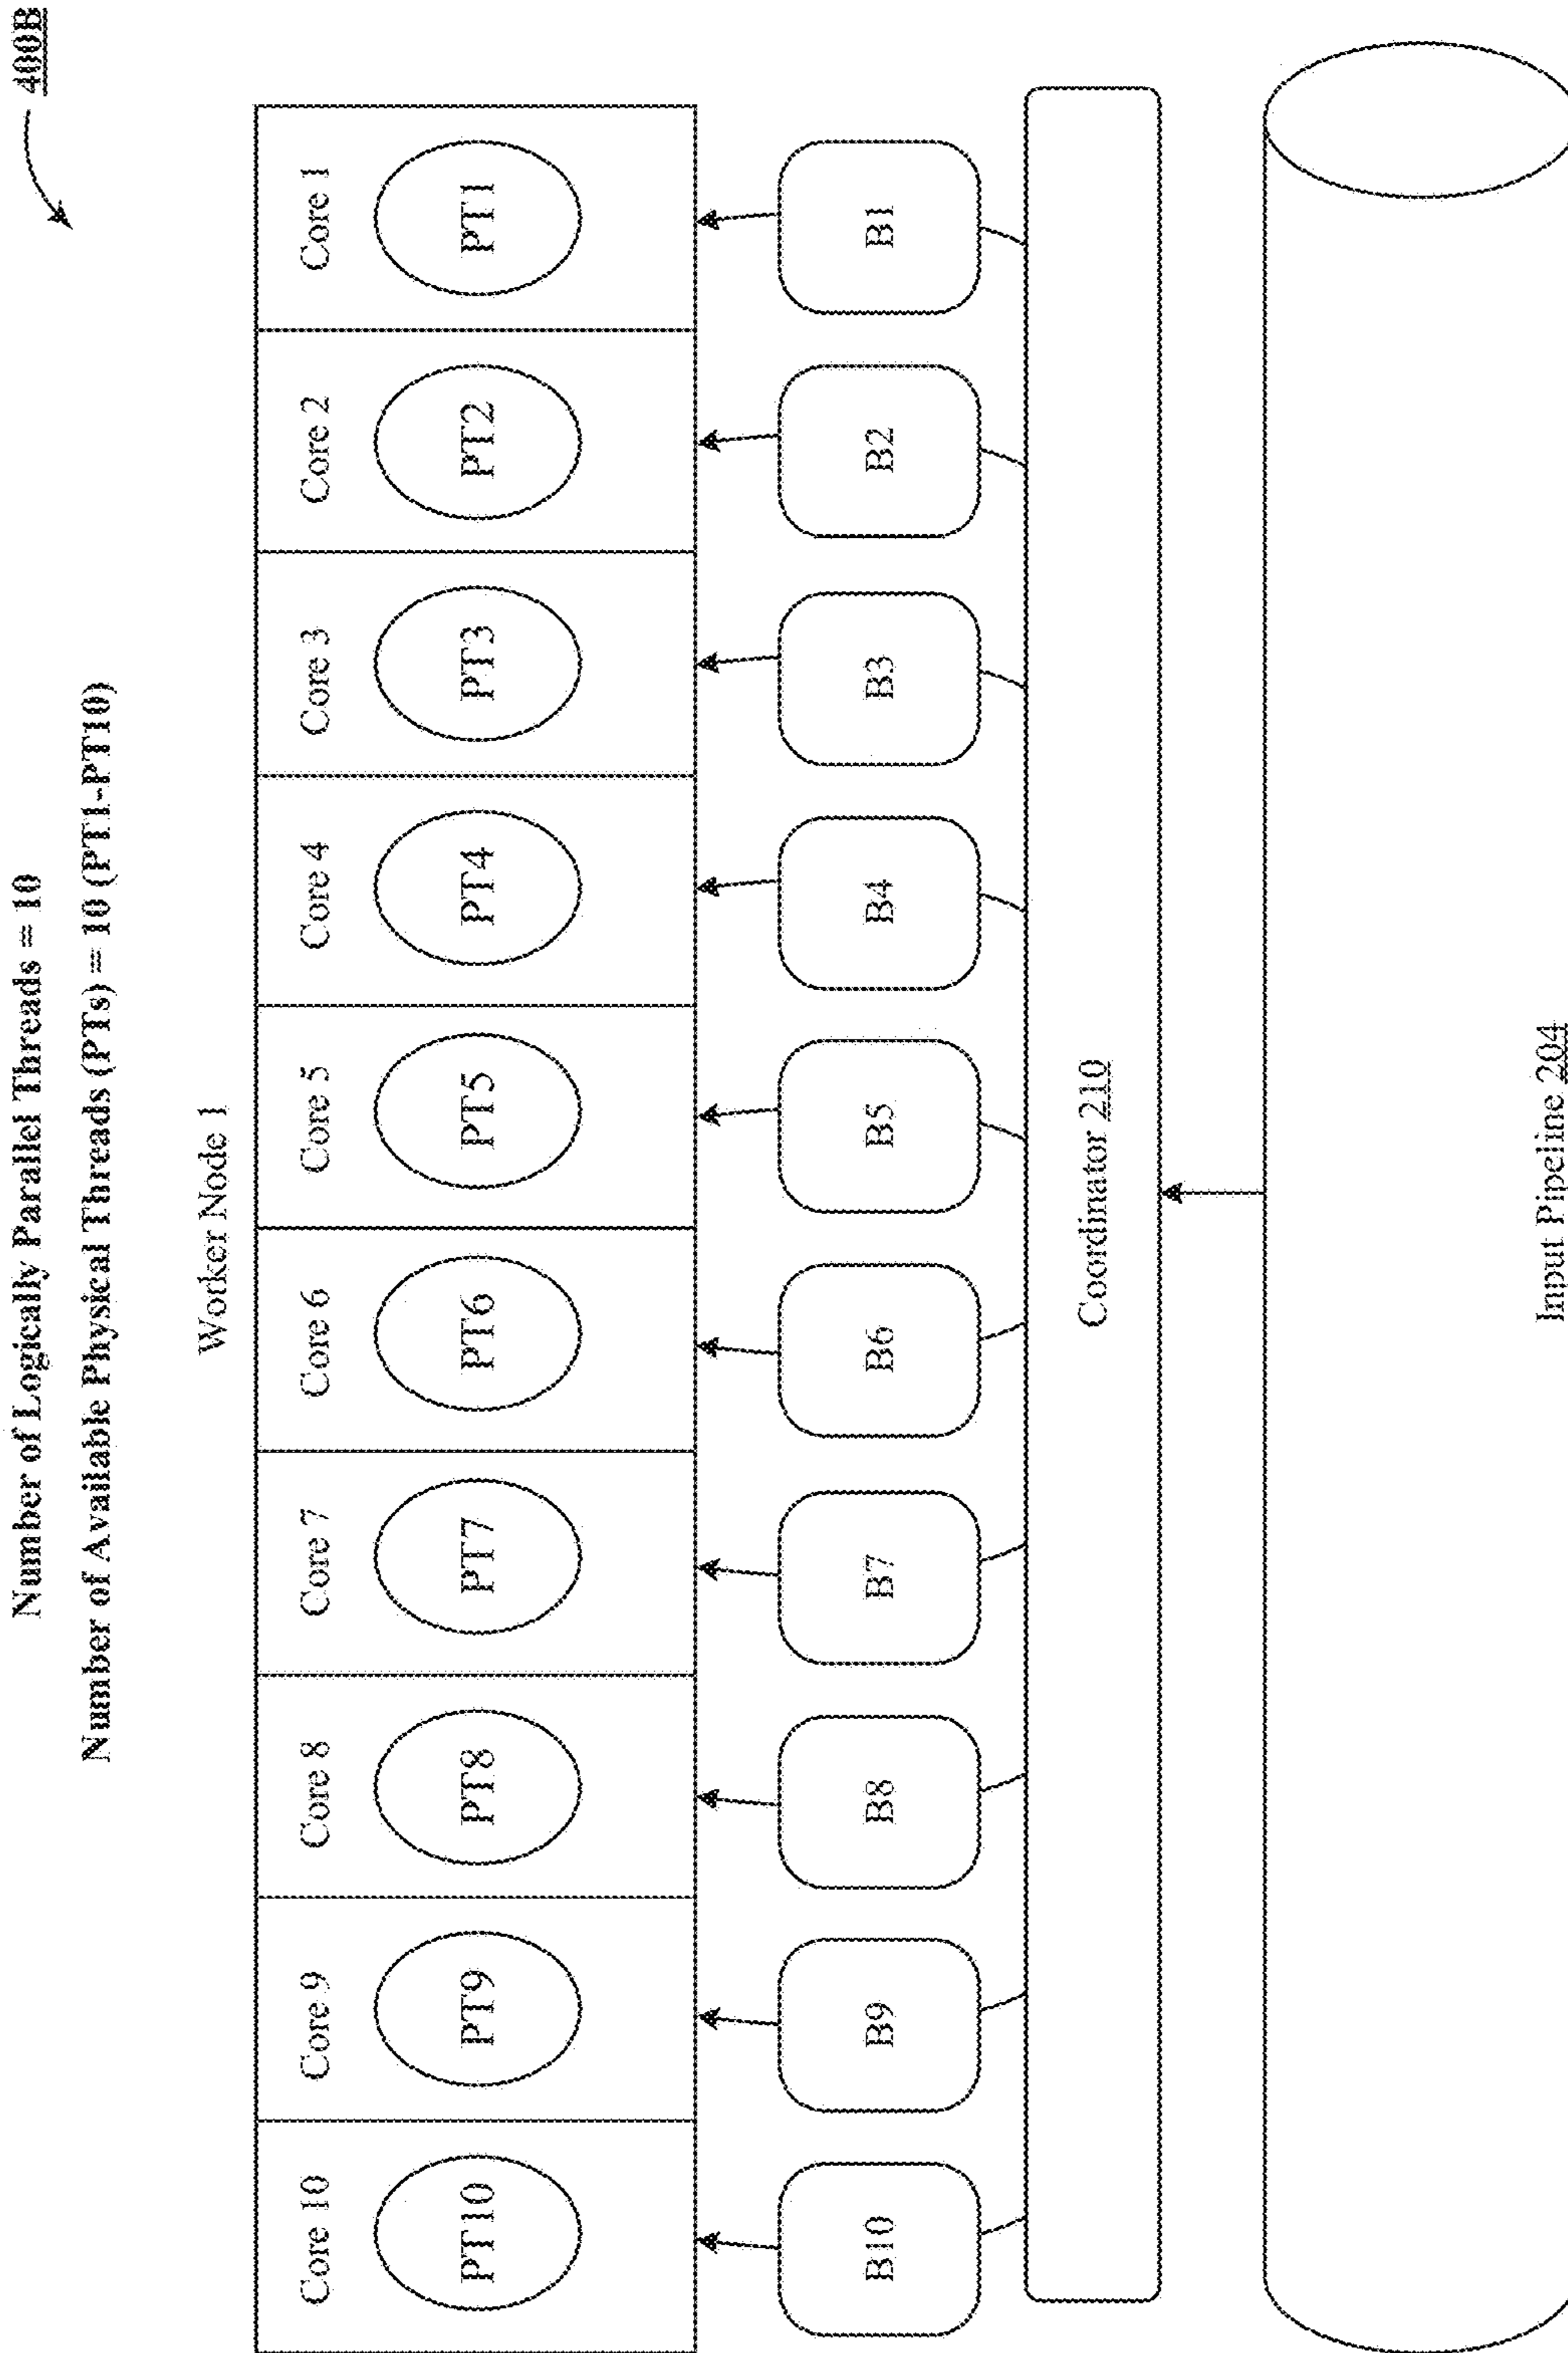 400B
Number of Logically Parallel Threads = 10
Number of Available Physical Threads (PTs) = 10 (PT1-PT10)
Worker Node 1
Core 10 Core 9 Core 8 Core 7 Core 6 Core 5 Core 4 Core 3 Core 2 Core 1
PT10 PT9 PT8 PT7 PT6 PT5 PT4 PT3 PT2 PT1
B10 B9 B8 B7 B6 B5 B4 B3 B2 B1
Coordinator 210
Input Pipeline 204